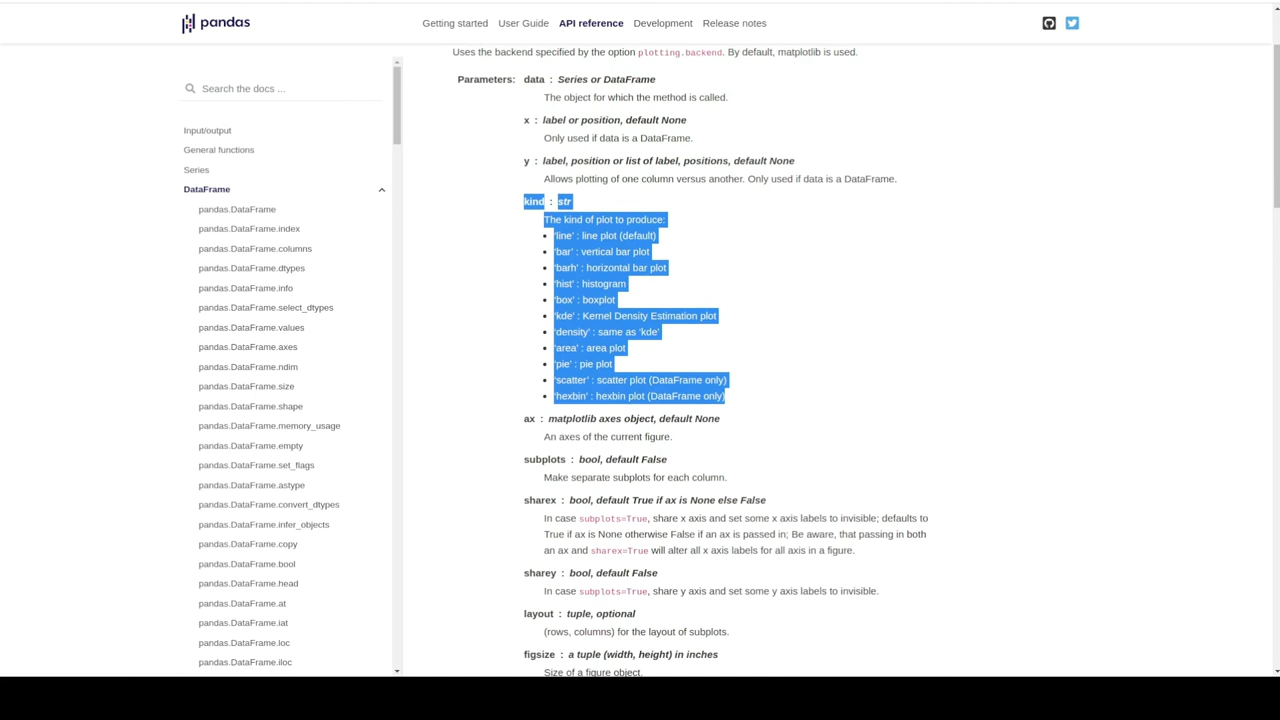 pandas
Getting started User Guide API reference Development Release notes
Search the docs ...
Input/output
General functions
Series
DataFrame
pandas.DataFrame
pandas.DataFrame.index
pandas.DataFrame.columns
pandas.DataFrame.dtypes
pandas.DataFrame.info
pandas.DataFrame.select_dtypes
pandas.DataFrame.values
pandas.DataFrame.axes
pandas.DataFrame.ndim
pandas.DataFrame.size
pandas.DataFrame.shape
pandas.DataFrame.memory_usage
pandas.DataFrame.empty
pandas.DataFrame.set_flags
pandas.DataFrame.astype
pandas.DataFrame.convert_dtypes
pandas.DataFrame.infer_objects
pandas.DataFrame.copy
pandas.DataFrame.bool
pandas.DataFrame.head
pandas.DataFrame.at
pandas.DataFrame.iat
pandas.DataFrame.loc
pandas.DataFrame.iloc
Uses the backend specified by the option plotting.backend. By default, matplotlib is used.
Parameters: data : Series or DataFrame
The object for which the method is called.
x : label or position, default None
Only used if data is a DataFrame.
y : label, position or list of label, positions, default None
Allows plotting of one column versus another. Only used if data is a DataFrame.
kind : str
The kind of plot to produce:
• 'line' : line plot (default)
• 'bar' : vertical bar plot
• 'barh' : horizontal bar plot
• 'hist' : histogram
• 'box' : boxplot
• 'kde' : Kernel Density Estimation plot
• 'density' : same as 'kde'
• 'area' : area plot
• 'pie' : pie plot
• 'scatter' : scatter plot (DataFrame only)
• 'hexbin' : hexbin plot (DataFrame only)
ax : matplotlib axes object, default None
An axes of the current figure.
subplots : bool, default False
Make separate subplots for each column.
sharex : bool, default True if ax is None else False
In case subplots=True, share x axis and set some x axis labels to invisible; defaults to
True if ax is None otherwise False if an ax is passed in; Be aware, that passing in both
an ax and sharex=True will alter all x axis labels for all axis in a figure.
sharey : bool, default False
In case subplots=True, share y axis and set some y axis labels to invisible.
layout : tuple, optional
(rows, columns) for the layout of subplots.
figsize : a tuple (width, height) in inches
Size of a figure object.